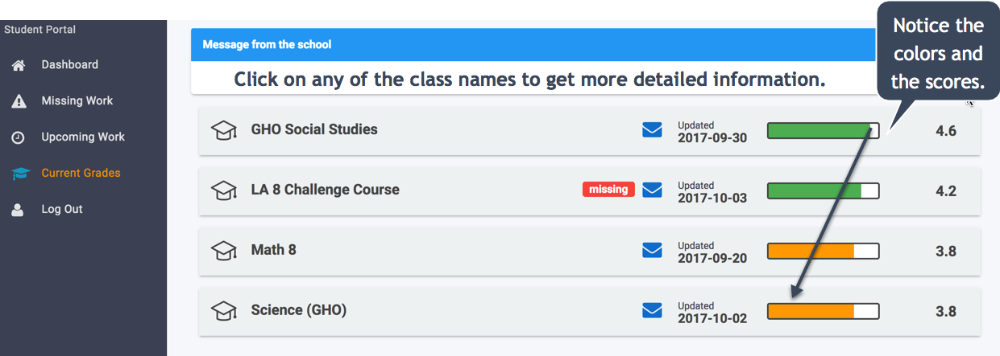 Student Portal
Dashboard
Missing Work
Upcoming Work
Current Grades
Log Out
Message from the school
Click on any of the class names to get more detailed information.
Notice the
colors and
the scores.
GHO Social Studies
Updated
2017-09-30
4.6
LA 8 Challenge Course
missing
Updated
2017-10-03
4.2
Math 8
Updated
2017-09-20
3.8
Science (GHO)
Updated
2017-10-02
3.8